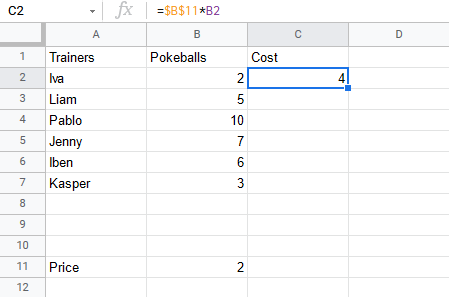 C2 fx =$B$11*B2
A B C D
1 Trainers Pokeballs Cost
2 Iva 2 4
3 Liam 5
4 Pablo 10
5 Jenny 7
6 Iben 6
7 Kasper 3
8
9
10
11 Price 2
12